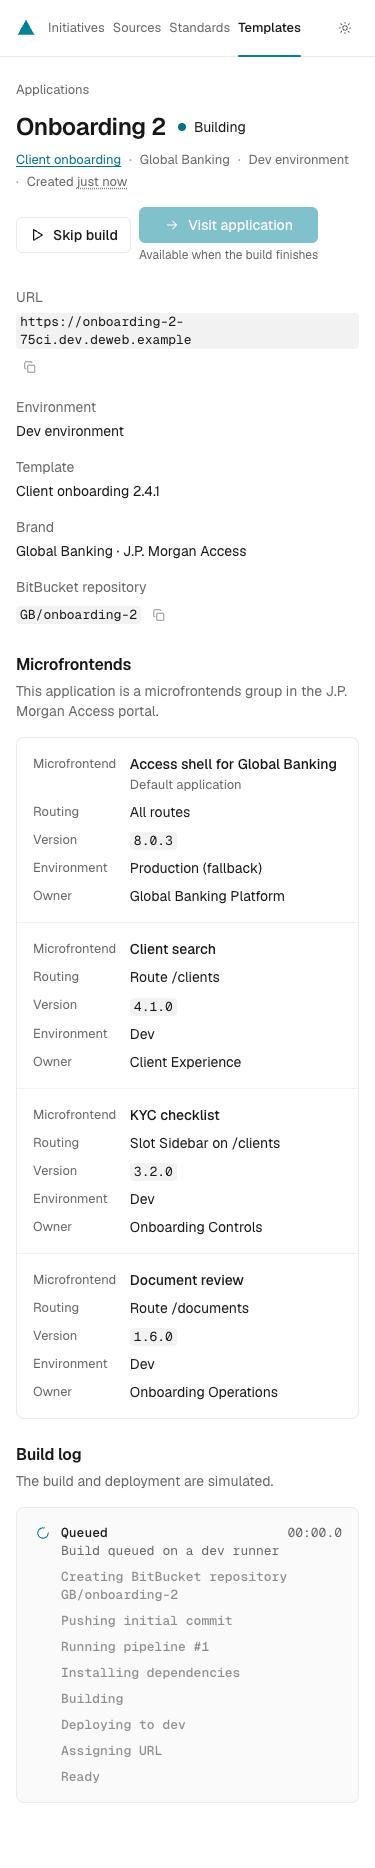 Initiatives Sources Standards Templates
Applications
Onboarding 2 Building
Client onboarding · Global Banking · Dev environment
· Created just now
Skip build
Visit application
Available when the build finishes
URL
https://onboarding-2-
75ci.dev.deweb.example
Environment
Dev environment
Template
Client onboarding 2.4.1
Brand
Global Banking · J.P. Morgan Access
BitBucket repository
GB/onboarding-2
Microfrontends
This application is a microfrontends group in the J.P.
Morgan Access portal.
Microfrontend Access shell for Global Banking
Default application
Routing All routes
Version 8.0.3
Environment Production (fallback)
Owner Global Banking Platform
Microfrontend Client search
Routing Route /clients
Version 4.1.0
Environment Dev
Owner Client Experience
Microfrontend KYC checklist
Routing Slot Sidebar on /clients
Version 3.2.0
Environment Dev
Owner Onboarding Controls
Microfrontend Document review
Routing Route /documents
Version 1.6.0
Environment Dev
Owner Onboarding Operations
Build log
The build and deployment are simulated.
Queued 00:00.0
Build queued on a dev runner
Creating BitBucket repository
GB/onboarding-2
Pushing initial commit
Running pipeline #1
Installing dependencies
Building
Deploying to dev
Assigning URL
Ready